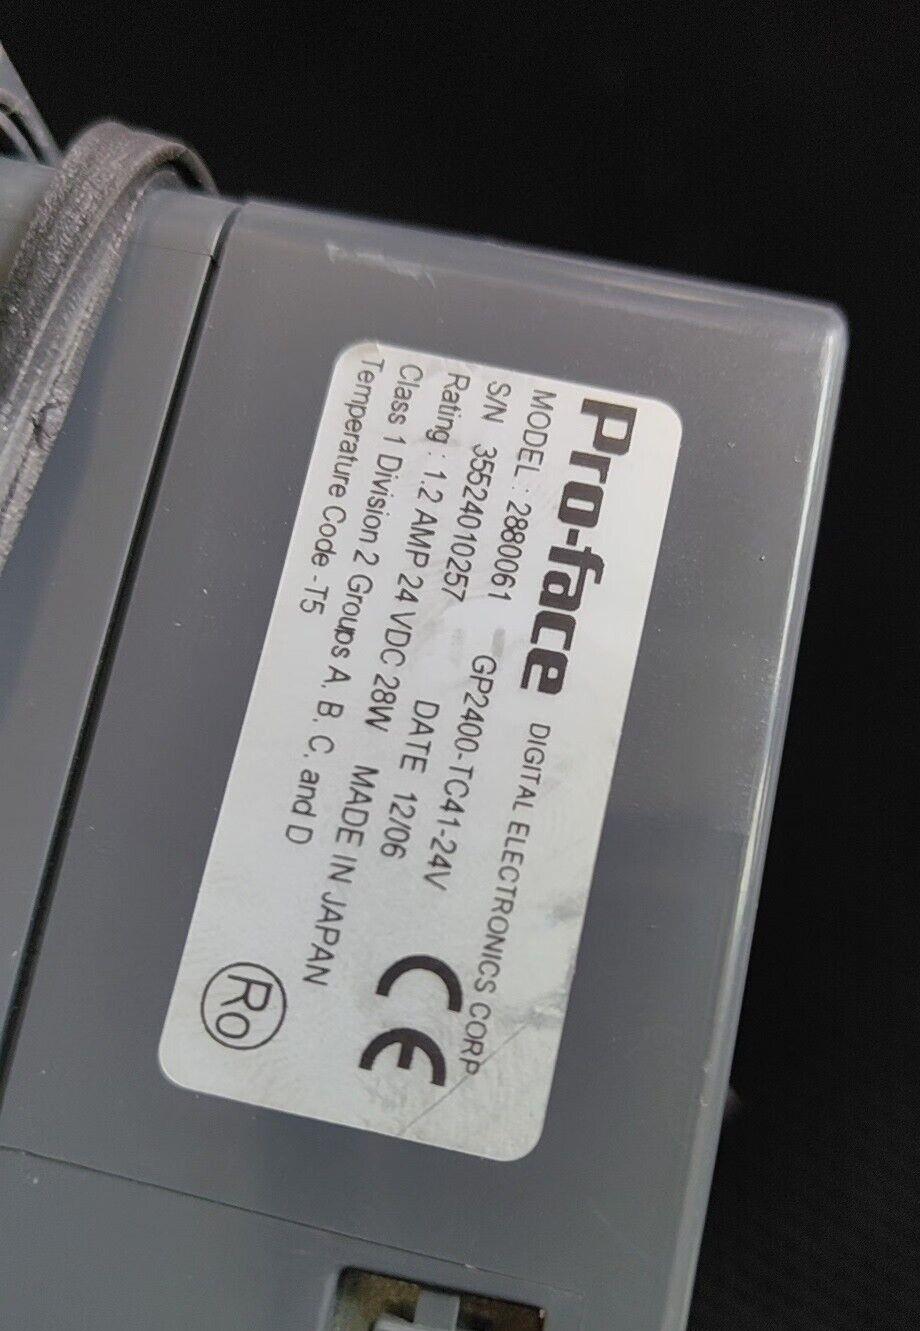 Pro-face DIGITAL ELECTRONICS CORP
MODEL : 2880061 GP2400-TC41-24V
S/N 35524010257 DATE 12/06
Rating : 1.2 AMP 24 VDC 28W MADE IN JAPAN
Class 1 Division 2 Groups A, B, C, and D
Temperature Code - T5
CE
Ro